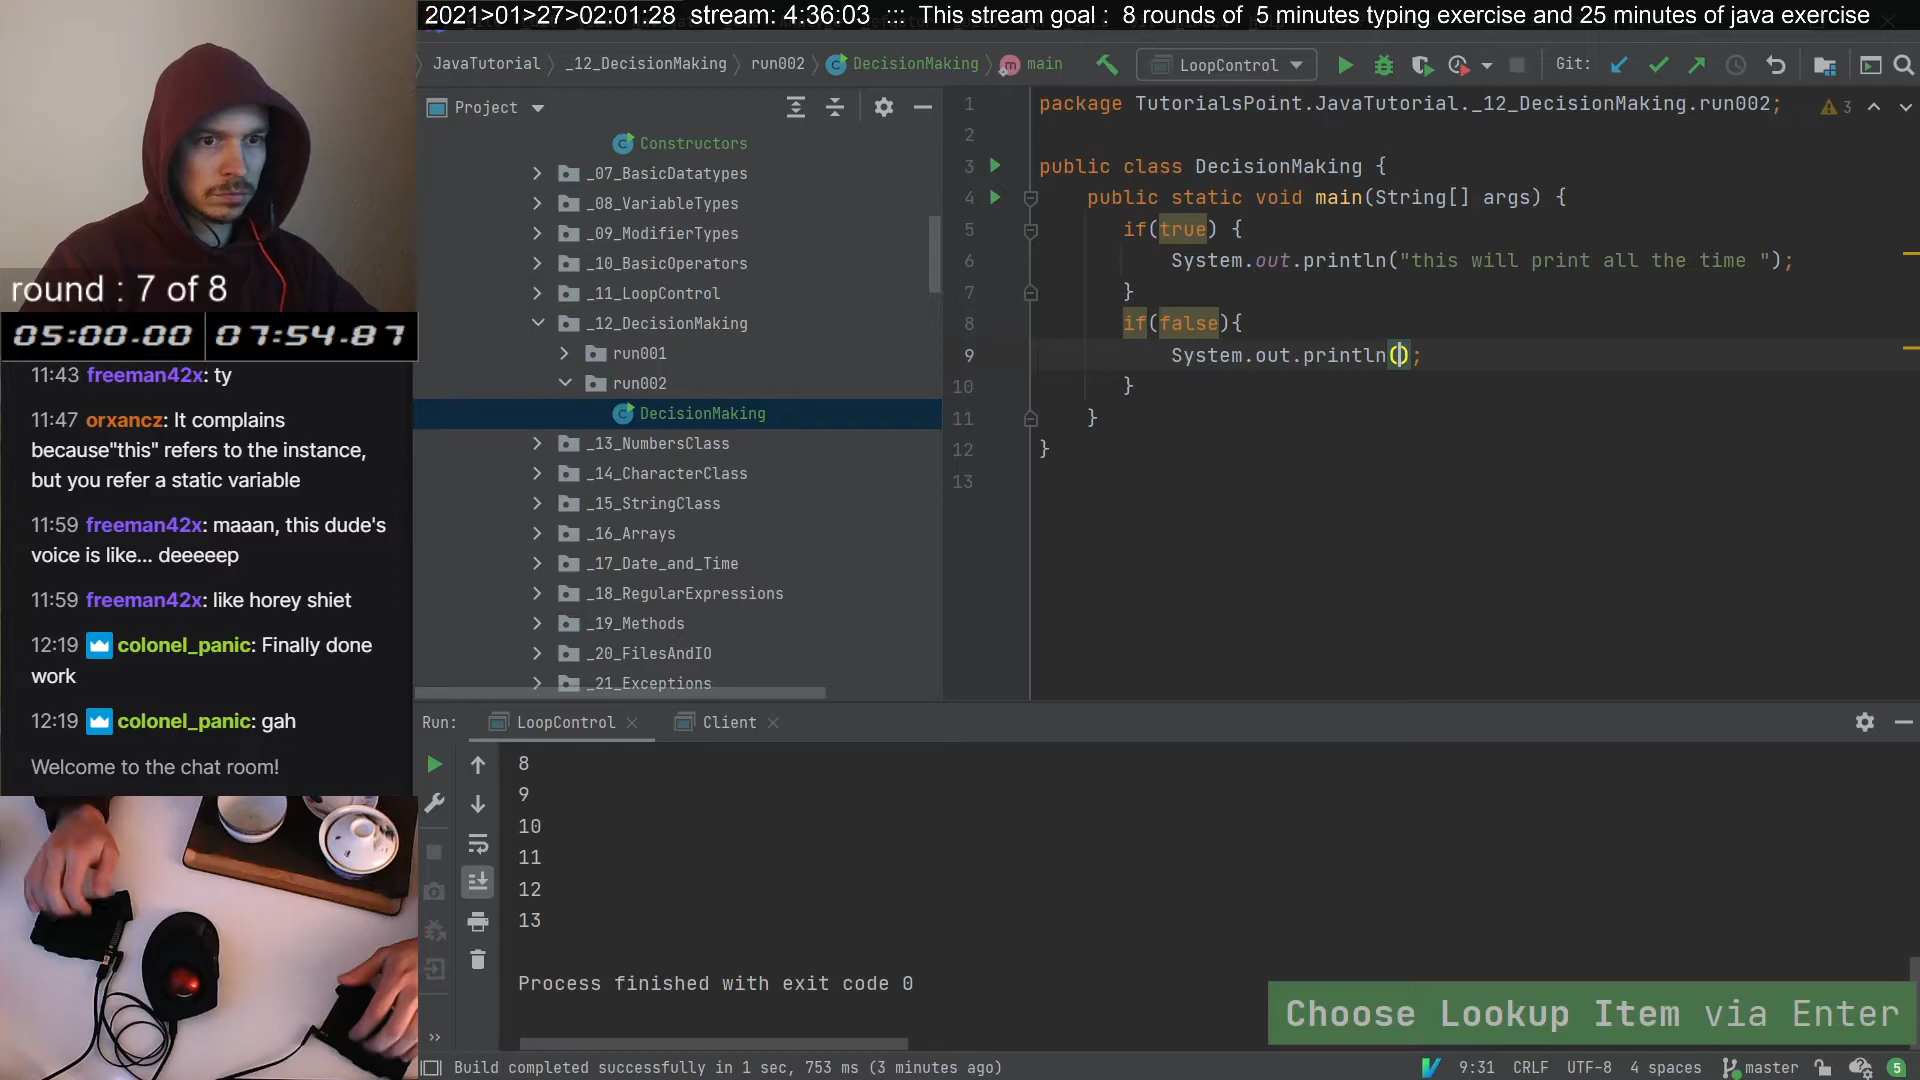 2021>01>27>02:01:28 stream: 4:36:03 ::: This stream goal : 8 rounds of 5 minutes typing exercise and 25 minutes of java exercise
JavaTutorial _12_DecisionMaking run002 DecisionMaking main LoopControl Git:
Project
Constructors
_07_BasicDatatypes
_08_VariableTypes
_09_ModifierTypes
_10_BasicOperators
_11_LoopControl
_12_DecisionMaking
run001
run002
DecisionMaking
_13_NumbersClass
_14_CharacterClass
_15_StringClass
_16_Arrays
_17_Date_and_Time
_18_RegularExpressions
_19_Methods
_20_FilesAndIO
_21_Exceptions
1 package TutorialsPoint.JavaTutorial._12_DecisionMaking.run002; 3
2
3 public class DecisionMaking {
4 public static void main(String[] args) {
5 if(true) {
6 System.out.println("this will print all the time ");
7 }
8 if(false){
9 System.out.println();
10 }
11 }
12 }
13
round : 7 of 8
05:00.00 07:54.87
11:43 freeman42x: ty
11:47 orxancz: It complains
because"this" refers to the instance,
but you refer a static variable
11:59 freeman42x: maaan, this dude's
voice is like... deeeeep
11:59 freeman42x: like horey shiet
12:19 colonel_panic: Finally done
work
12:19 colonel_panic: gah
Welcome to the chat room!
Run: LoopControl Client
8
9
10
11
12
13
Process finished with exit code 0
Choose Lookup Item via Enter
Build completed successfully in 1 sec, 753 ms (3 minutes ago) 9:31 CRLF UTF-8 4 spaces master 5